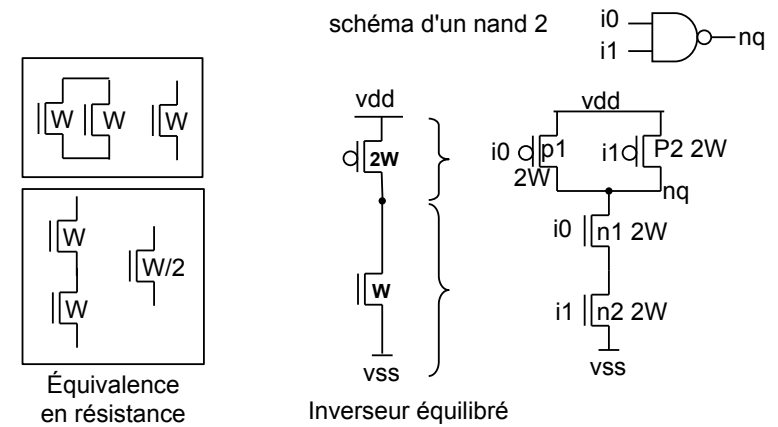 schéma d'un nand 2
i0
i1
nq
W
W
W
W
W
W/2
Équivalence
en résistance
vdd
2W
W
vss
Inverseur équilibré
vdd
i0
p1
2W
i1
P2 2W
nq
i0
n1 2W
i1
n2 2W
vss